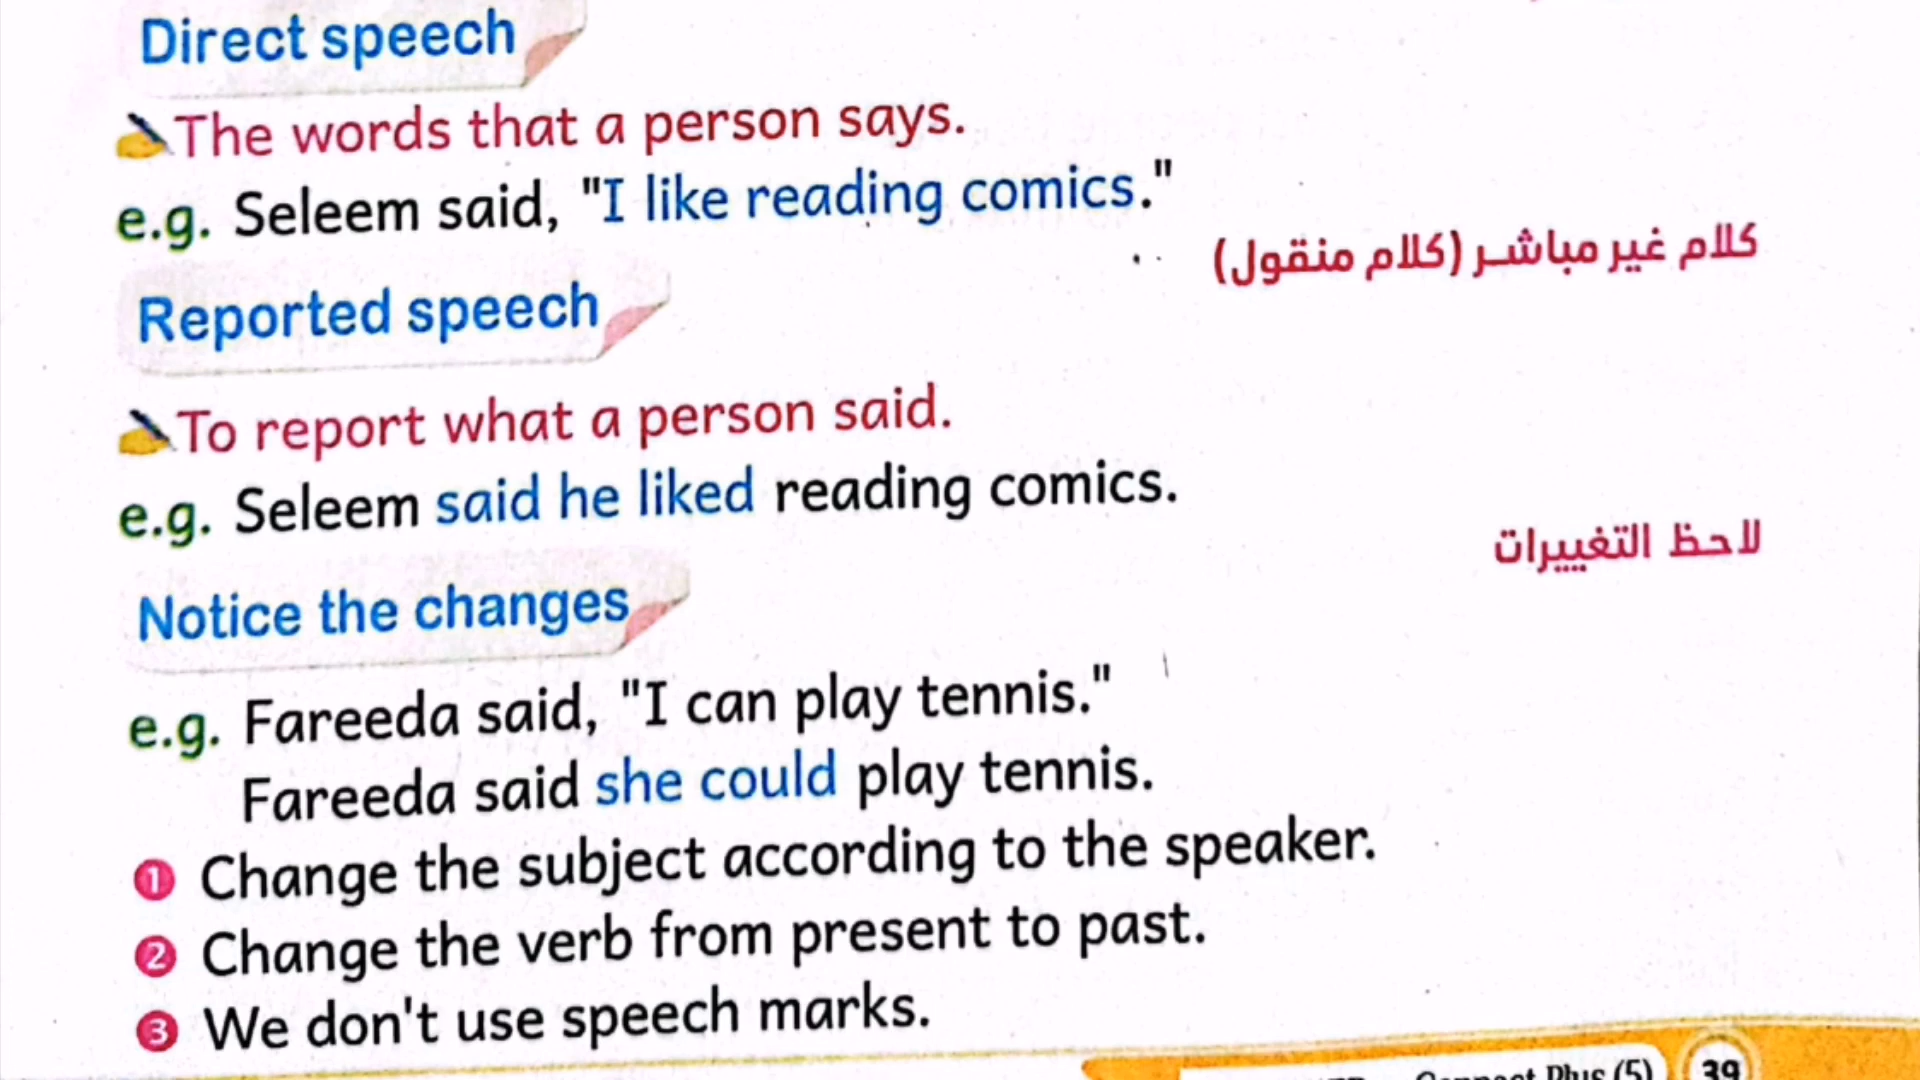 Direct speech
The words that a person says.
e.g. Seleem said, "I like reading comics."
كلام غير مباشر (كلام منقول)
Reported speech
To report what a person said.
e.g. Seleem said he liked reading comics.
لاحظ التغييرات
Notice the changes
e.g. Fareeda said, "I can play tennis."
Fareeda said she could play tennis.
1 Change the subject according to the speaker.
2 Change the verb from present to past.
3 We don't use speech marks.
Connect Plus (5) 39